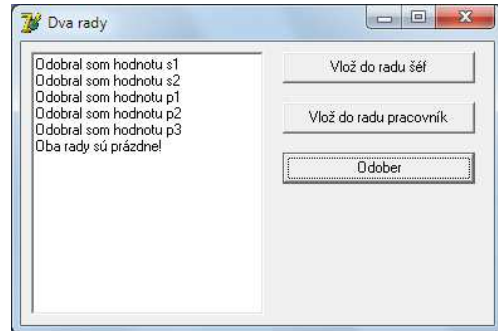 Dva rady
Odobral som hodnotu s1
Odobral som hodnotu s2
Odobral som hodnotu p1
Odobral som hodnotu p2
Odobral som hodnotu p3
Oba rady sú prázdne!
Vlož do radu šéf
Vlož do radu pracovník
Odober